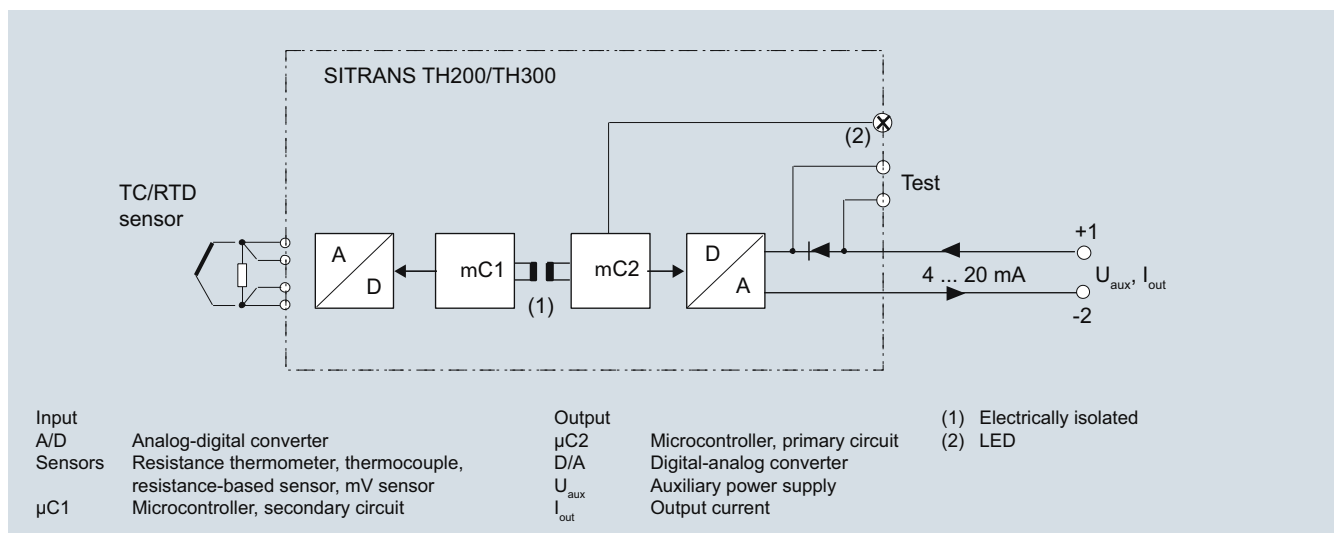 SITRANS TH200/TH300
(2)
Test
TC/RTD
sensor
A
D
mC1
(1)
mC2
D
A
4 ... 20 mA
+1
U_aux, I_out
-2
Input
A/D Analog-digital converter
Sensors Resistance thermometer, thermocouple,
resistance-based sensor, mV sensor
µC1 Microcontroller, secondary circuit
Output
µC2 Microcontroller, primary circuit
D/A Digital-analog converter
U_aux Auxiliary power supply
I_out Output current
(1) Electrically isolated
(2) LED